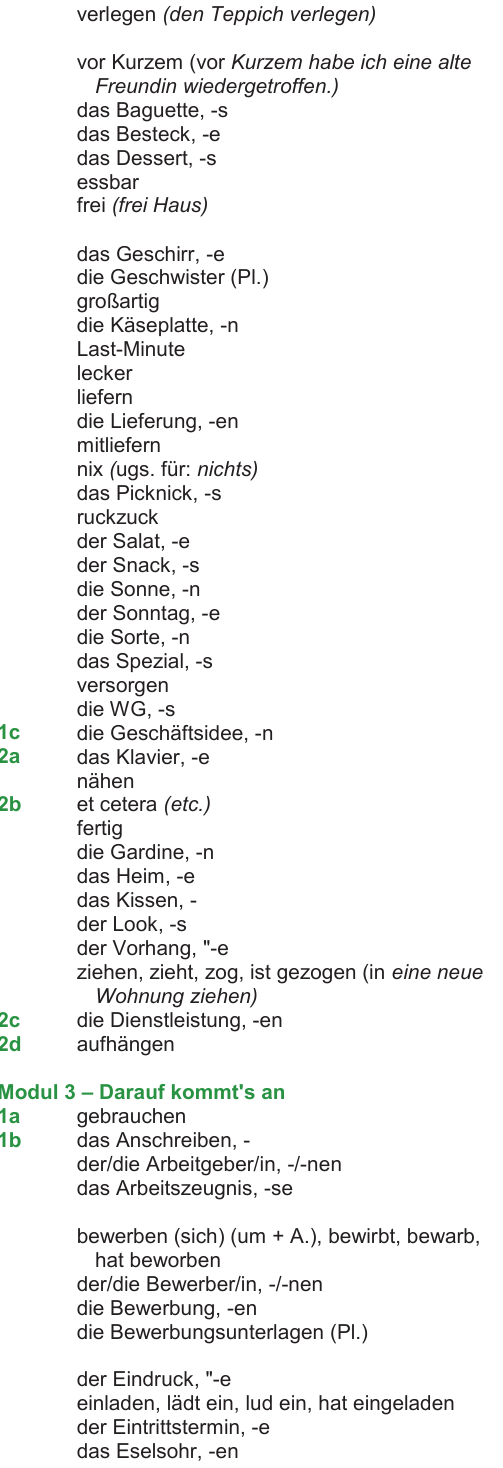 verlegen (den Teppich verlegen)
vor Kurzem (vor Kurzem habe ich eine alte
Freundin wiedergetroffen.)
das Baguette, -s
das Besteck, -e
das Dessert, -s
essbar
frei (frei Haus)
das Geschirr, -e
die Geschwister (Pl.)
großartig
die Käseplatte, -n
Last-Minute
lecker
liefern
die Lieferung, -en
mitliefern
nix (ugs. für: nichts)
das Picknick, -s
ruckzuck
der Salat, -e
der Snack, -s
die Sonne, -n
der Sonntag, -e
die Sorte, -n
das Spezial, -s
versorgen
die WG, -s
1c die Geschäftsidee, -n
2a das Klavier, -e
nähen
2b et cetera (etc.)
fertig
die Gardine, -n
das Heim, -e
das Kissen, -
der Look, -s
der Vorhang, "-e
ziehen, zieht, zog, ist gezogen (in eine neue
Wohnung ziehen)
2c die Dienstleistung, -en
2d aufhängen
Modul 3 – Darauf kommt's an
1a gebrauchen
1b das Anschreiben, -
der/die Arbeitgeber/in, -/-nen
das Arbeitszeugnis, -se
bewerben (sich) (um + A.), bewirbt, bewarb,
hat beworben
der/die Bewerber/in, -/-nen
die Bewerbung, -en
die Bewerbungsunterlagen (Pl.)
der Eindruck, "-e
einladen, lädt ein, lud ein, hat eingeladen
der Eintrittstermin, -e
das Eselsohr, -en